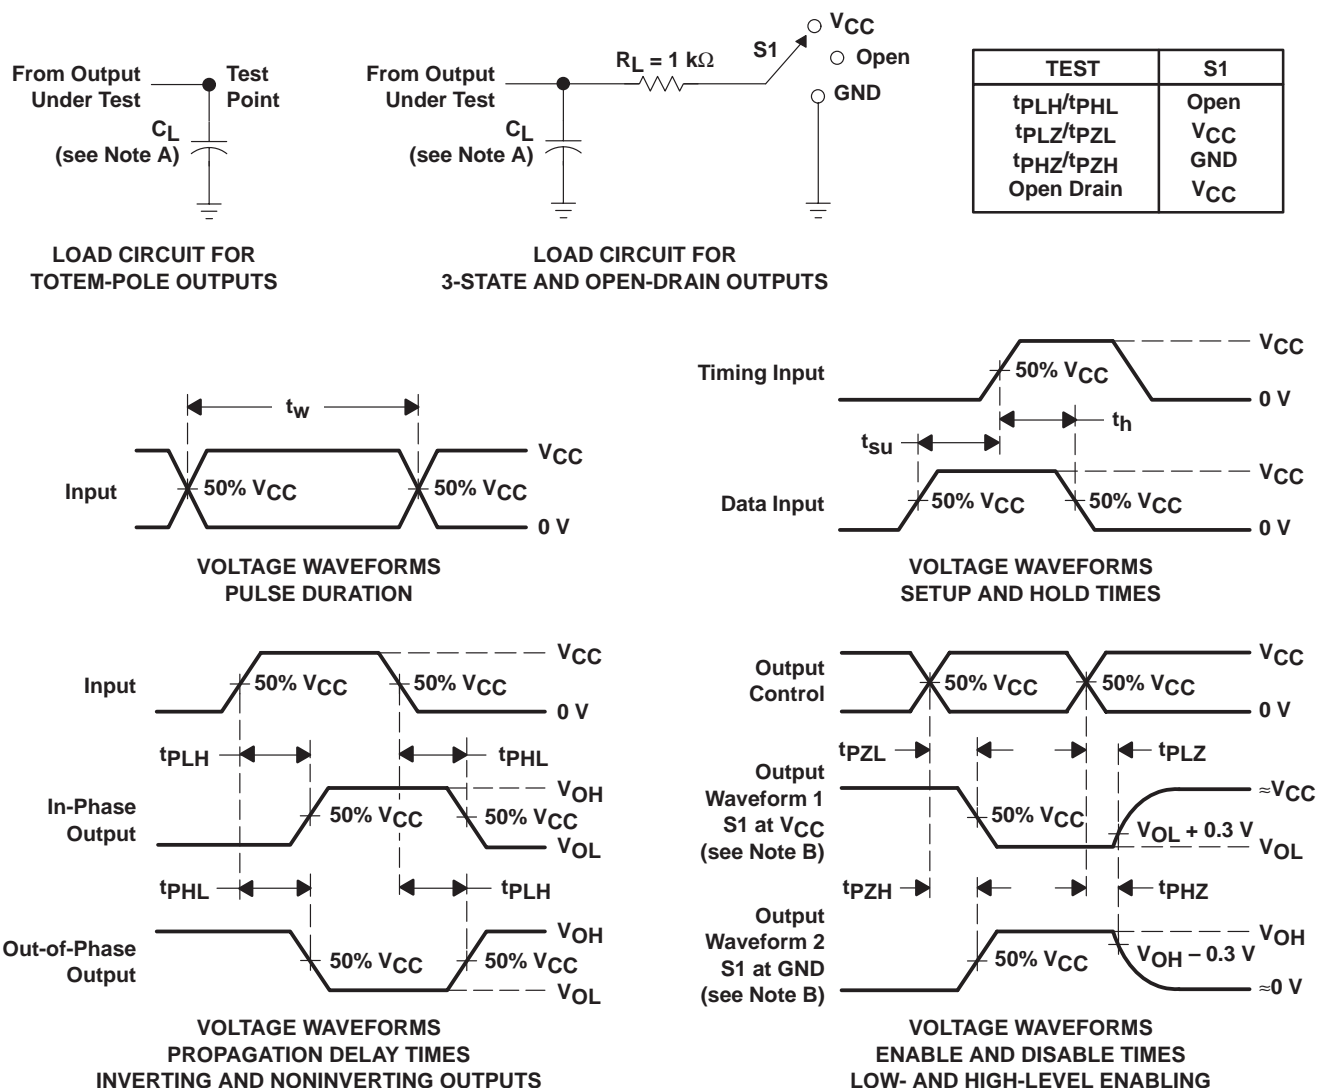 From Output
Under Test
Test
Point
CL
(see Note A)
LOAD CIRCUIT FOR
TOTEM-POLE OUTPUTS
From Output
Under Test
RL = 1 kΩ
S1
VCC
Open
GND
CL
(see Note A)
LOAD CIRCUIT FOR
3-STATE AND OPEN-DRAIN OUTPUTS
TEST S1
tPLH/tPHL Open
tPLZ/tPZL VCC
tPHZ/tPZH GND
Open Drain VCC
tw
Input
50% VCC
50% VCC
VCC
0 V
VOLTAGE WAVEFORMS
PULSE DURATION
Timing Input
50% VCC
VCC
0 V
tsu
th
Data Input
50% VCC
50% VCC
VCC
0 V
VOLTAGE WAVEFORMS
SETUP AND HOLD TIMES
Input
50% VCC
50% VCC
VCC
0 V
tPLH
tPHL
In-Phase
Output
50% VCC
50% VCC
VOH
VOL
tPHL
tPLH
Out-of-Phase
Output
50% VCC
50% VCC
VOH
VOL
VOLTAGE WAVEFORMS
PROPAGATION DELAY TIMES
INVERTING AND NONINVERTING OUTPUTS
Output
Control
50% VCC
50% VCC
VCC
0 V
tPZL
tPLZ
Output
Waveform 1
S1 at VCC
(see Note B)
50% VCC
≈VCC
VOL + 0.3 V
VOL
tPZH
tPHZ
Output
Waveform 2
S1 at GND
(see Note B)
50% VCC
VOH
VOH − 0.3 V
≈0 V
VOLTAGE WAVEFORMS
ENABLE AND DISABLE TIMES
LOW- AND HIGH-LEVEL ENABLING